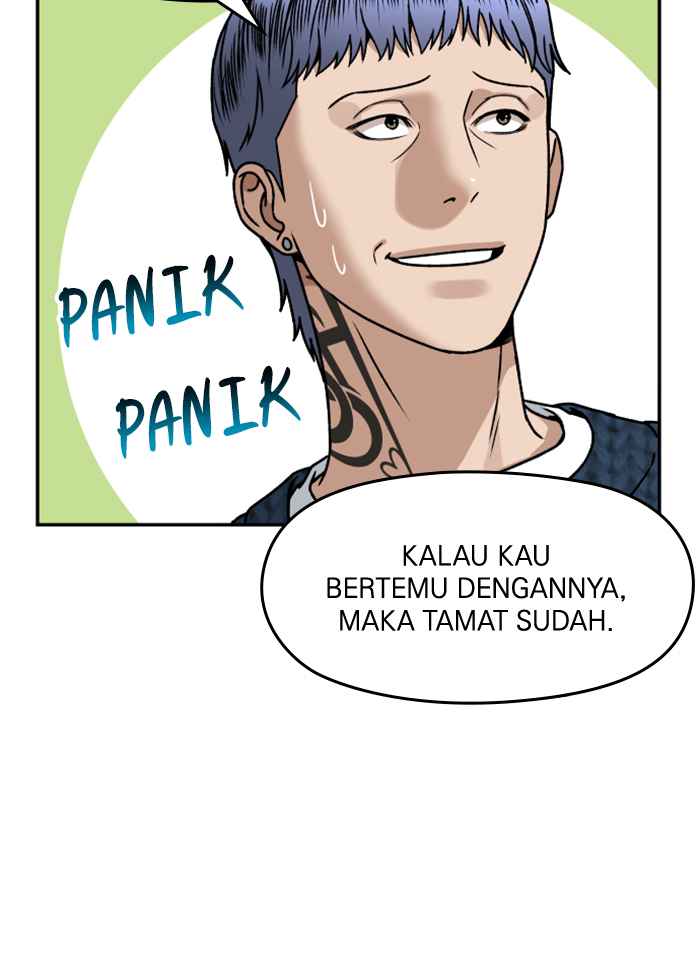 PANIK
PANIK
KALAU KAU
BERTEMU DENGANNYA,
MAKA TAMAT SUDAH.